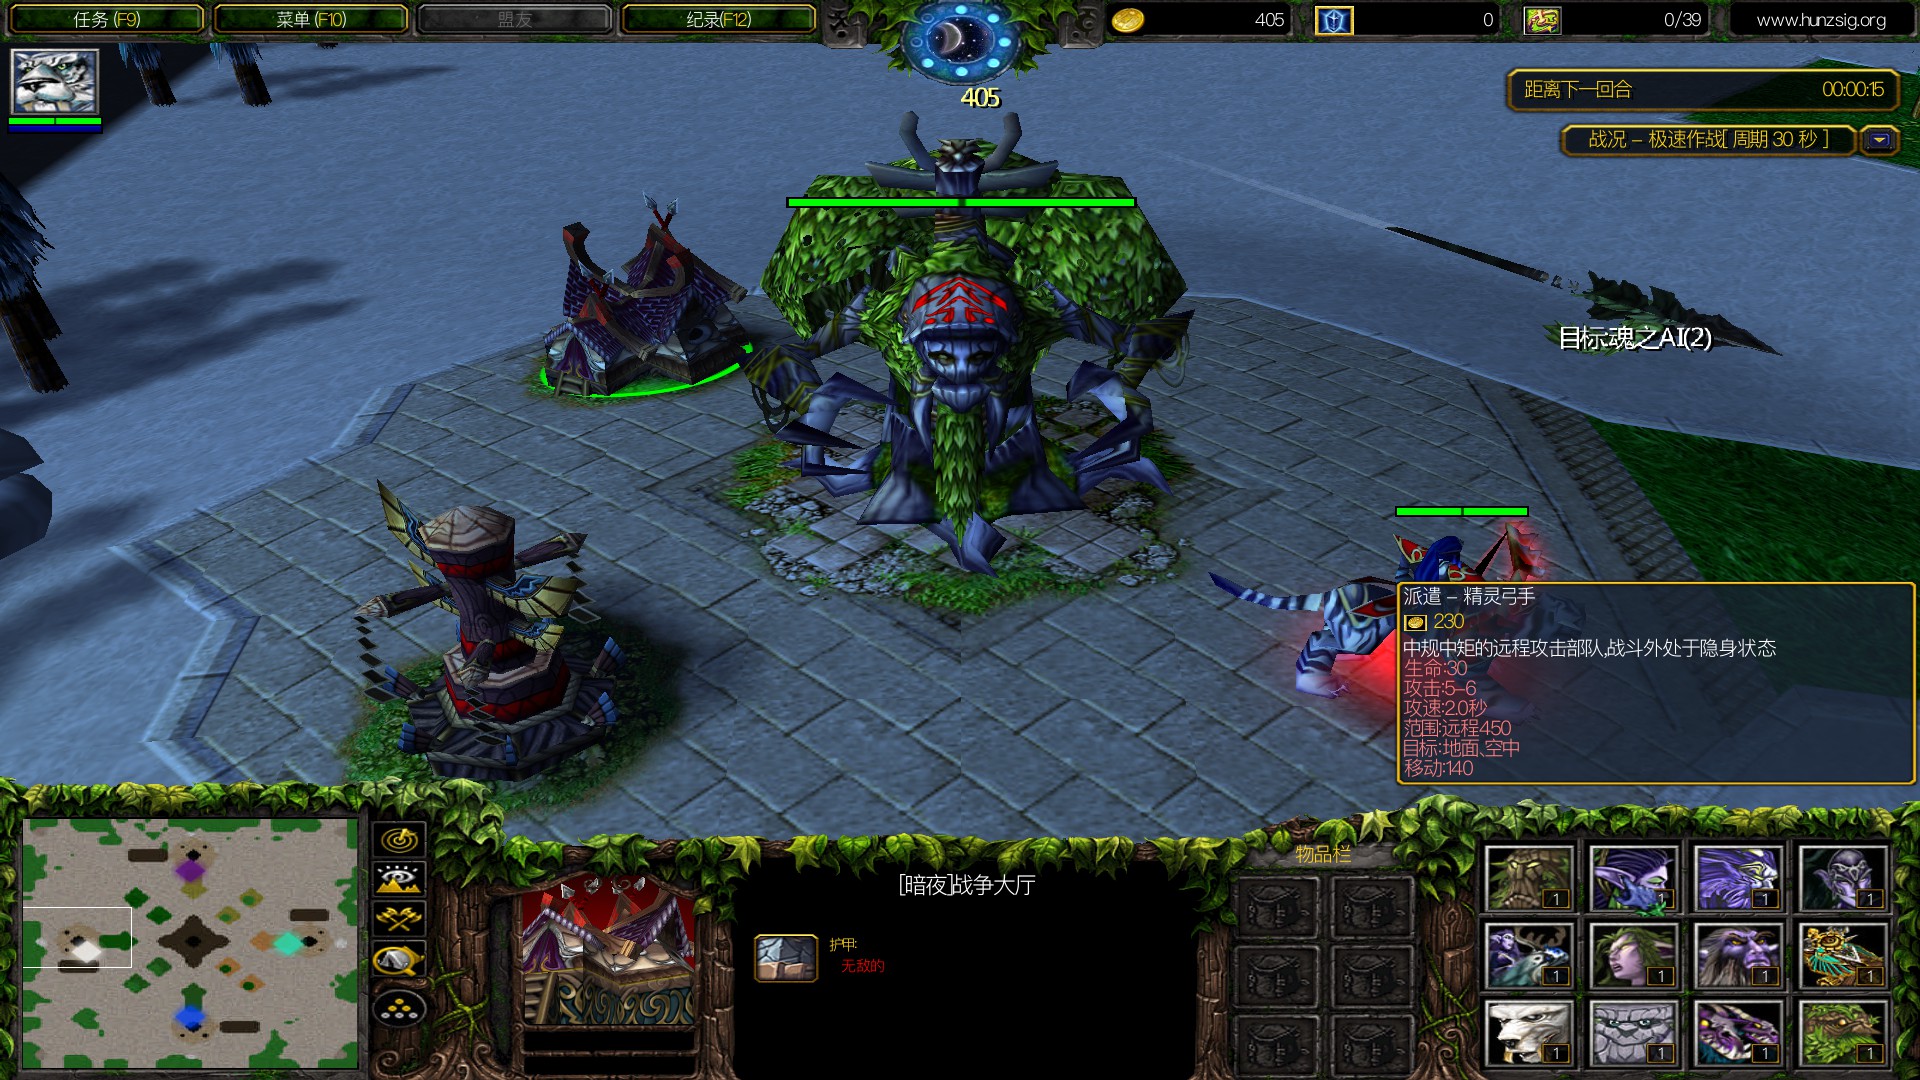 任务 (F9)
菜单 (F10)
盟友
纪录(F12)
405
0
0/39
www.hunzsig.org
405
距离下一回合 00:00:15
战况 – 极速作战[ 周期 30 秒 ]
目标:魂之AI(2)
派遣 – 精灵弓手
230
中规中矩的远程攻击部队,战斗外处于隐身状态
生命:30
攻击:5–6
攻速:2.0秒
范围:远程450
目标:地面、空中
移动:140
[暗夜]战争大厅
护甲:
无敌的
物品栏
1 1 1 1
1 1 1 1
1 1 1 1